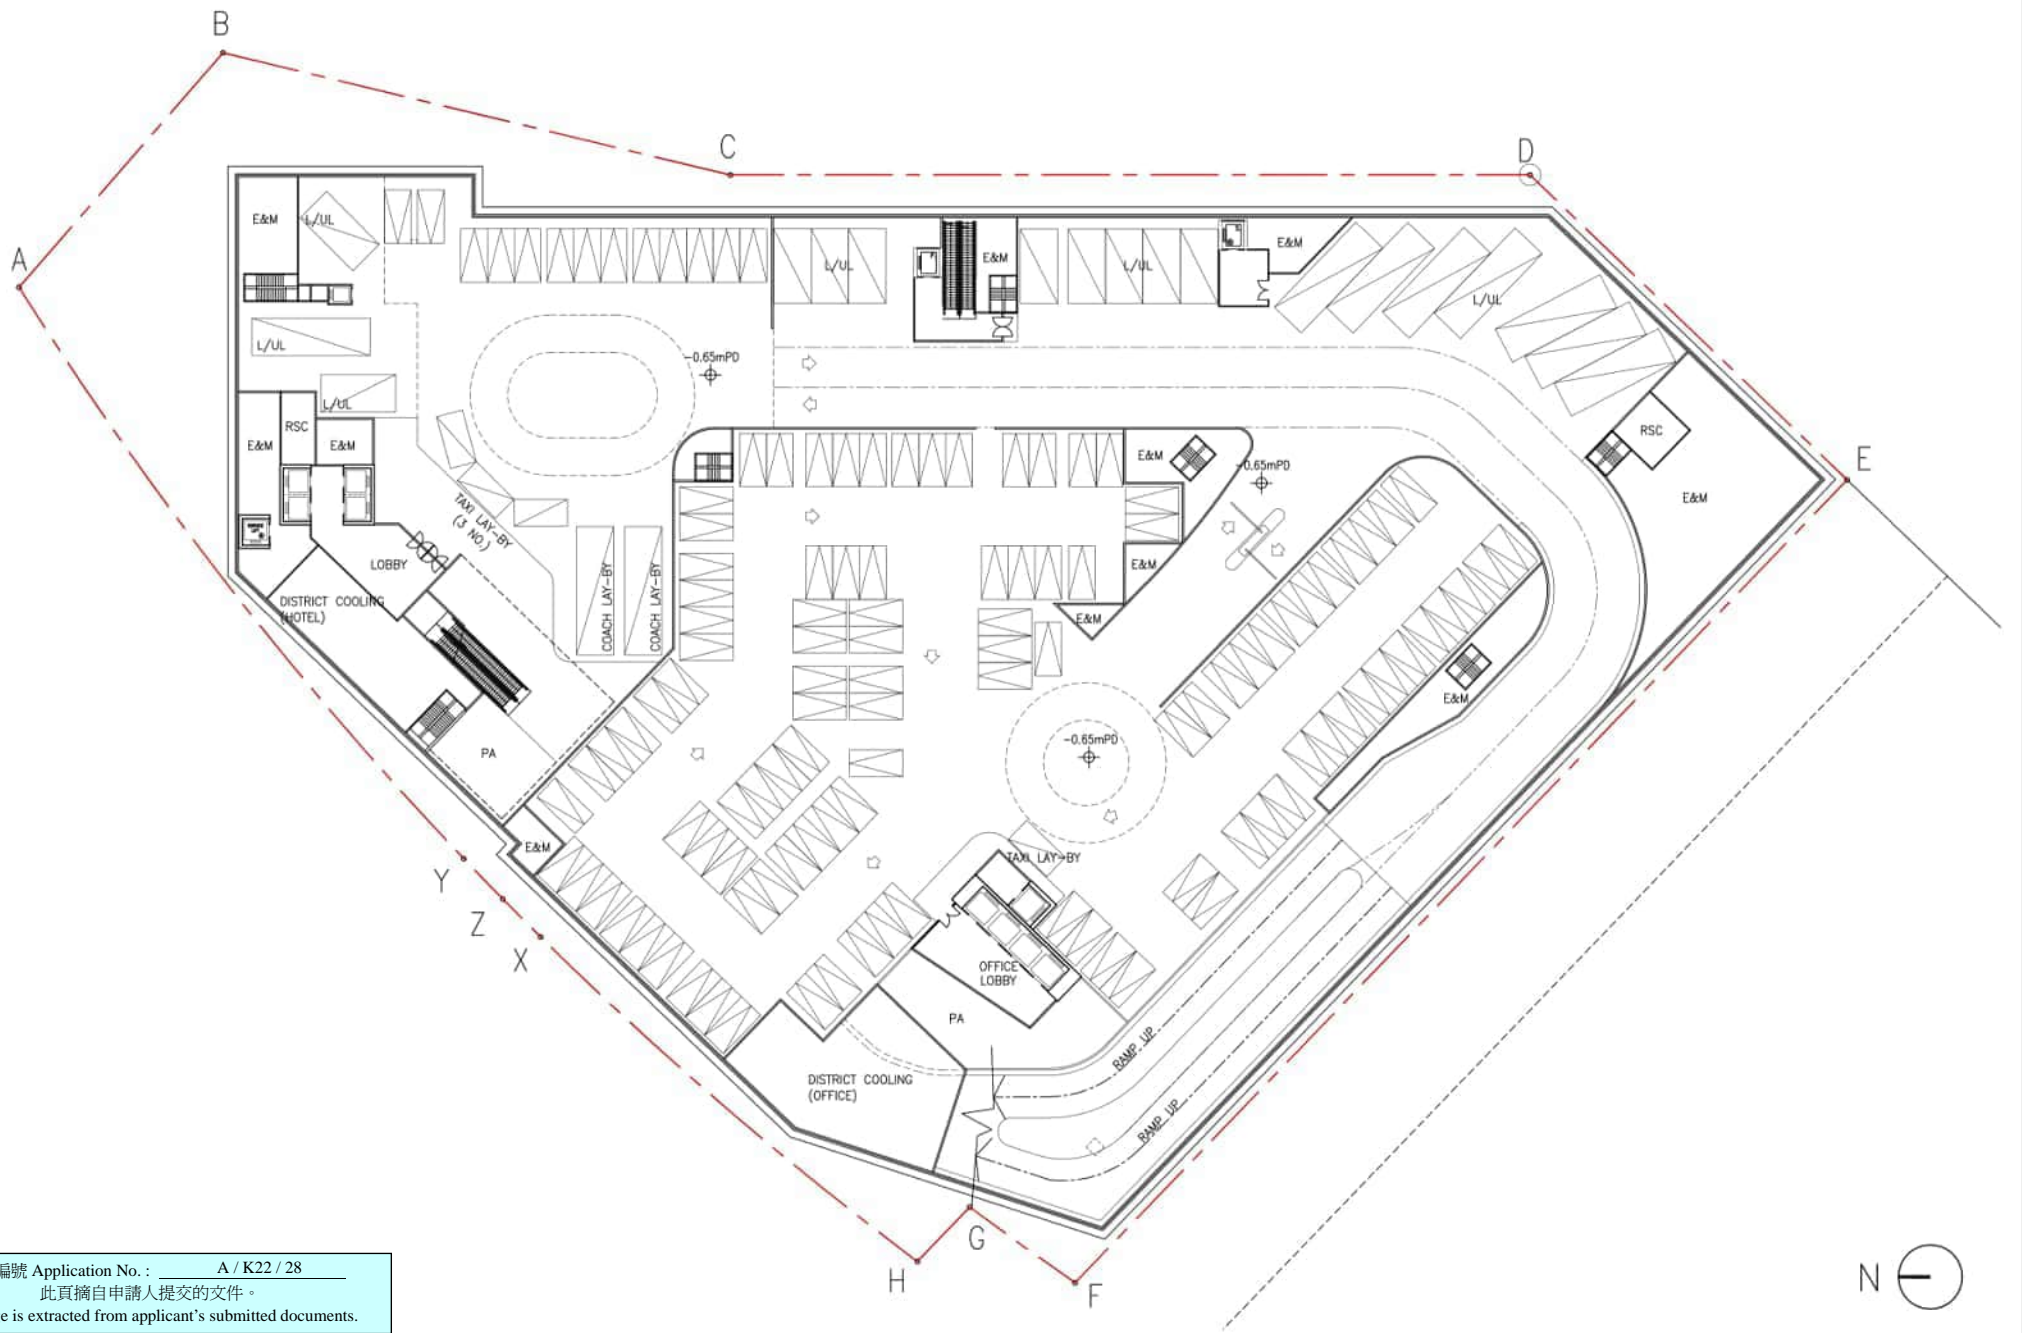 B
C
D
A
E&M
L/UL
L/UL
E&M
L/UL
E&M
L/UL
L/UL
-0.65mPD
L/UL
E&M
RSC
E&M
E&M
-0.65mPD
RSC
E&M
E
TAXI LAY-BY
(3 NO.)
LOBBY
COACH LAY-BY
COACH LAY-BY
E&M
DISTRICT COOLING
(HOTEL)
E&M
E&M
PA
-0.65mPD
E&M
TAXI LAY-BY
Y
Z
X
OFFICE
LOBBY
PA
DISTRICT COOLING
(OFFICE)
RAMP UP
RAMP UP
G
H
F
N
編號 Application No. : A / K22 / 28
此頁摘自申請人提交的文件。
e is extracted from applicant's submitted documents.